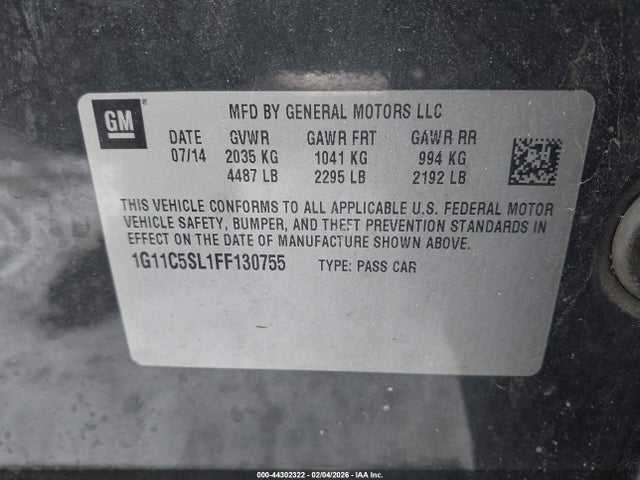 GM
MFD BY GENERAL MOTORS LLC
DATE GVWR GAWR FRT GAWR RR
07/14 2035 KG 1041 KG 994 KG
4487 LB 2295 LB 2192 LB
THIS VEHICLE CONFORMS TO ALL APPLICABLE U.S. FEDERAL MOTOR
VEHICLE SAFETY, BUMPER, AND THEFT PREVENTION STANDARDS IN
EFFECT ON THE DATE OF MANUFACTURE SHOWN ABOVE.
1G11C5SL1FF130755 TYPE: PASS CAR
000-44302322 | 02/04/2026 | IAA Inc.